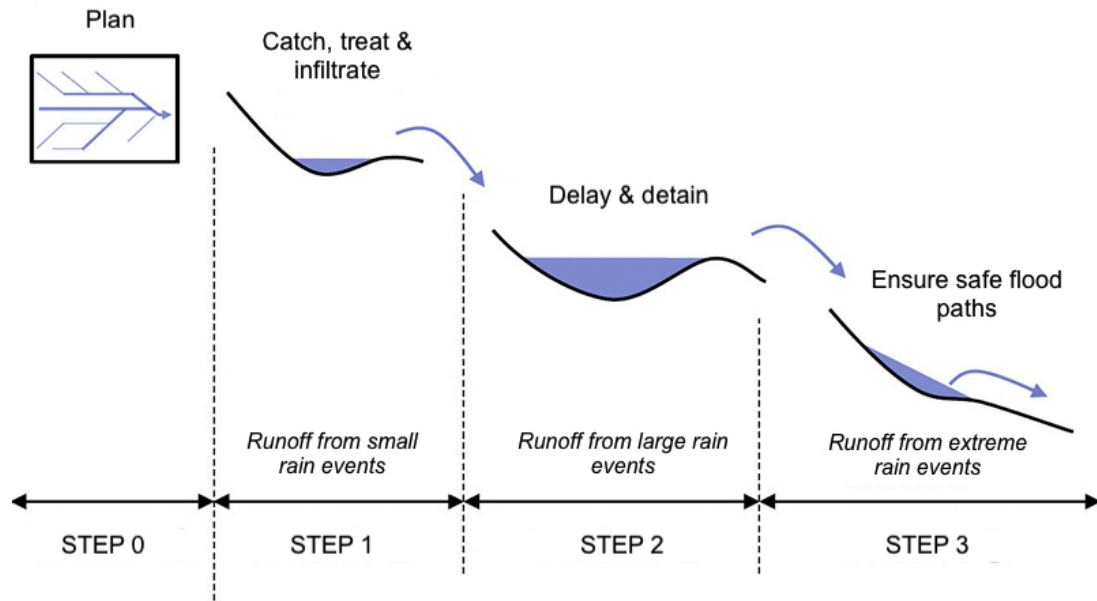 Plan
Catch, treat &
infiltrate
Delay & detain
Ensure safe flood
paths
Runoff from small
rain events
Runoff from large rain
events
Runoff from extreme
rain events
STEP 0
STEP 1
STEP 2
STEP 3